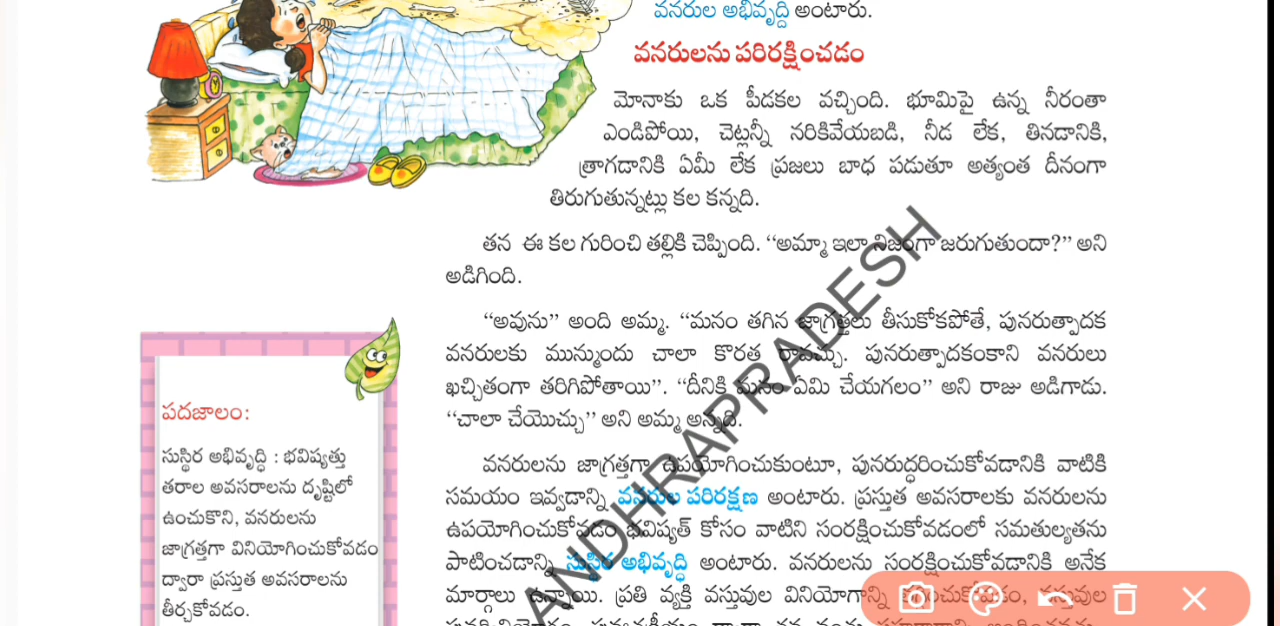 వనరుల అభివృద్ది అంటారు.
వనరులను పరిరక్షించడం
మోనాకు ఒక పీడకల వచ్చింది. భూమిపై ఉన్న నీరంతా
ఎండిపోయి, చెట్లన్నీ నరికివేయబడి, నీడ లేక, తినడానికి,
త్రాగడానికి ఏమీ లేక ప్రజలు బాధ పడుతూ అత్యంత దీనంగా
తిరుగుతున్నట్లు కల కన్నది.
తన ఈ కల గురించి తల్లికి చెప్పింది. “అమ్మా ఇలా నిజంగా జరుగుతుందా?” అని
అడిగింది.
“అవును” అంది అమ్మ. “మనం తగిన జాగ్రత్తలు తీసుకోకపోతే, పునరుత్పాదక
వనరులకు మున్ముందు చాలా కొరత రావచ్చు. పునరుత్పాదకంకాని వనరులు
ఖచ్చితంగా తరిగిపోతాయి”. “దీనికి మనం ఏమి చేయగలం” అని రాజు అడిగాడు.
“చాలా చేయొచ్చు” అని అమ్మ అన్నది.
వనరులను జాగ్రత్తగా ఉపయోగించుకుంటూ, పునరుద్ధరించుకోవడానికి వాటికి
సమయం ఇవ్వడాన్ని వనరుల పరిరక్షణ అంటారు. ప్రస్తుత అవసరాలకు వనరులను
ఉపయోగించుకోవడం భవిష్యత్ కోసం వాటిని సంరక్షించుకోవడంలో సమతుల్యతను
పాటించడాన్ని సుస్థిర అభివృద్ధి అంటారు. వనరులను సంరక్షించుకోవడానికి అనేక
మార్గాలు ఉన్నాయి. ప్రతి వ్యక్తి వస్తువుల వినియోగాన్ని తగ్గించుకోవడం, వస్తువుల
పదజాలం:
సుస్థిర అభివృద్ధి : భవిష్యత్తు
తరాల అవసరాలను దృష్టిలో
ఉంచుకొని, వనరులను
జాగ్రత్తగా వినియోగించుకోవడం
ద్వారా ప్రస్తుత అవసరాలను
తీర్చకోవడం.
ANDHRAPRADESH